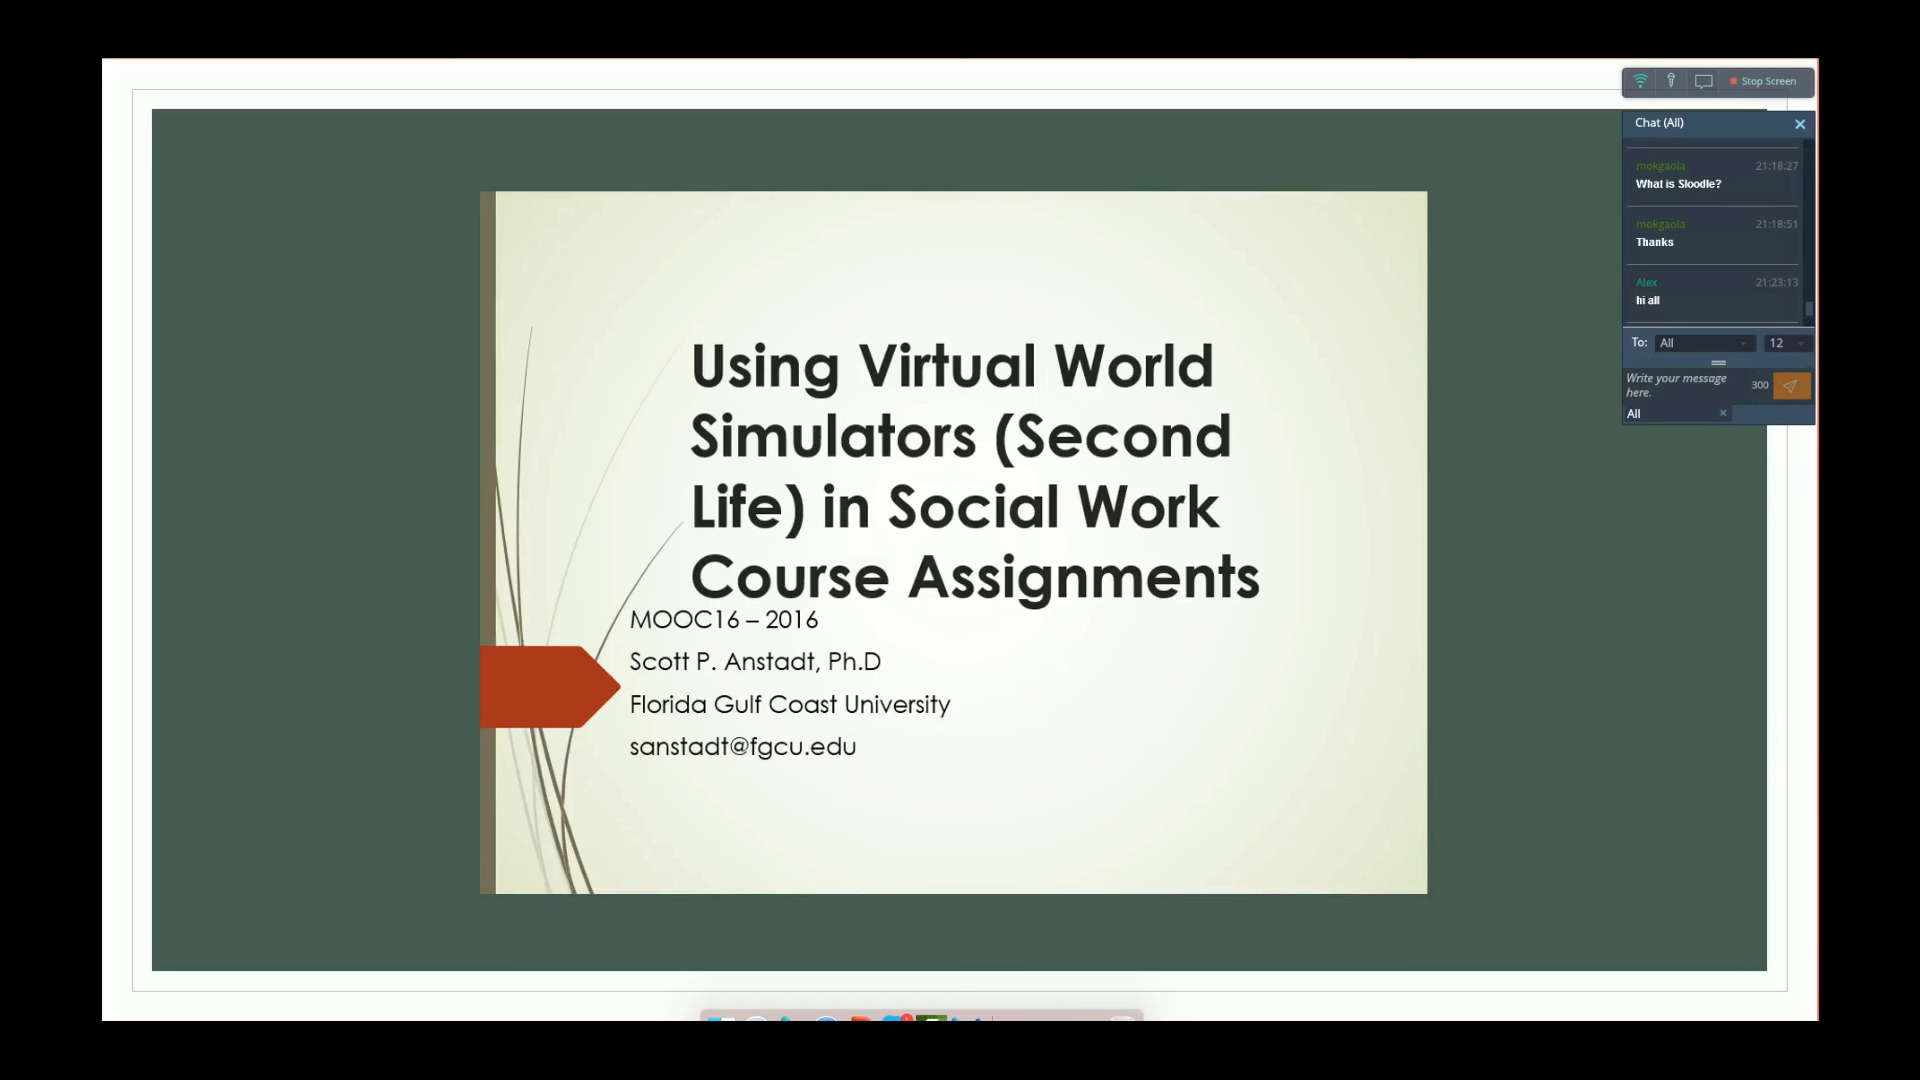 Stop Screen
Chat (All)
mokgaola 21:18:27
What is Sloodle?
mokgaola 21:18:51
Thanks
Alex 21:23:13
hi all
To: All 12
Write your message
here.
300
All
Using Virtual World
Simulators (Second
Life) in Social Work
Course Assignments
MOOC16 – 2016
Scott P. Anstadt, Ph.D
Florida Gulf Coast University
sanstadt@fgcu.edu